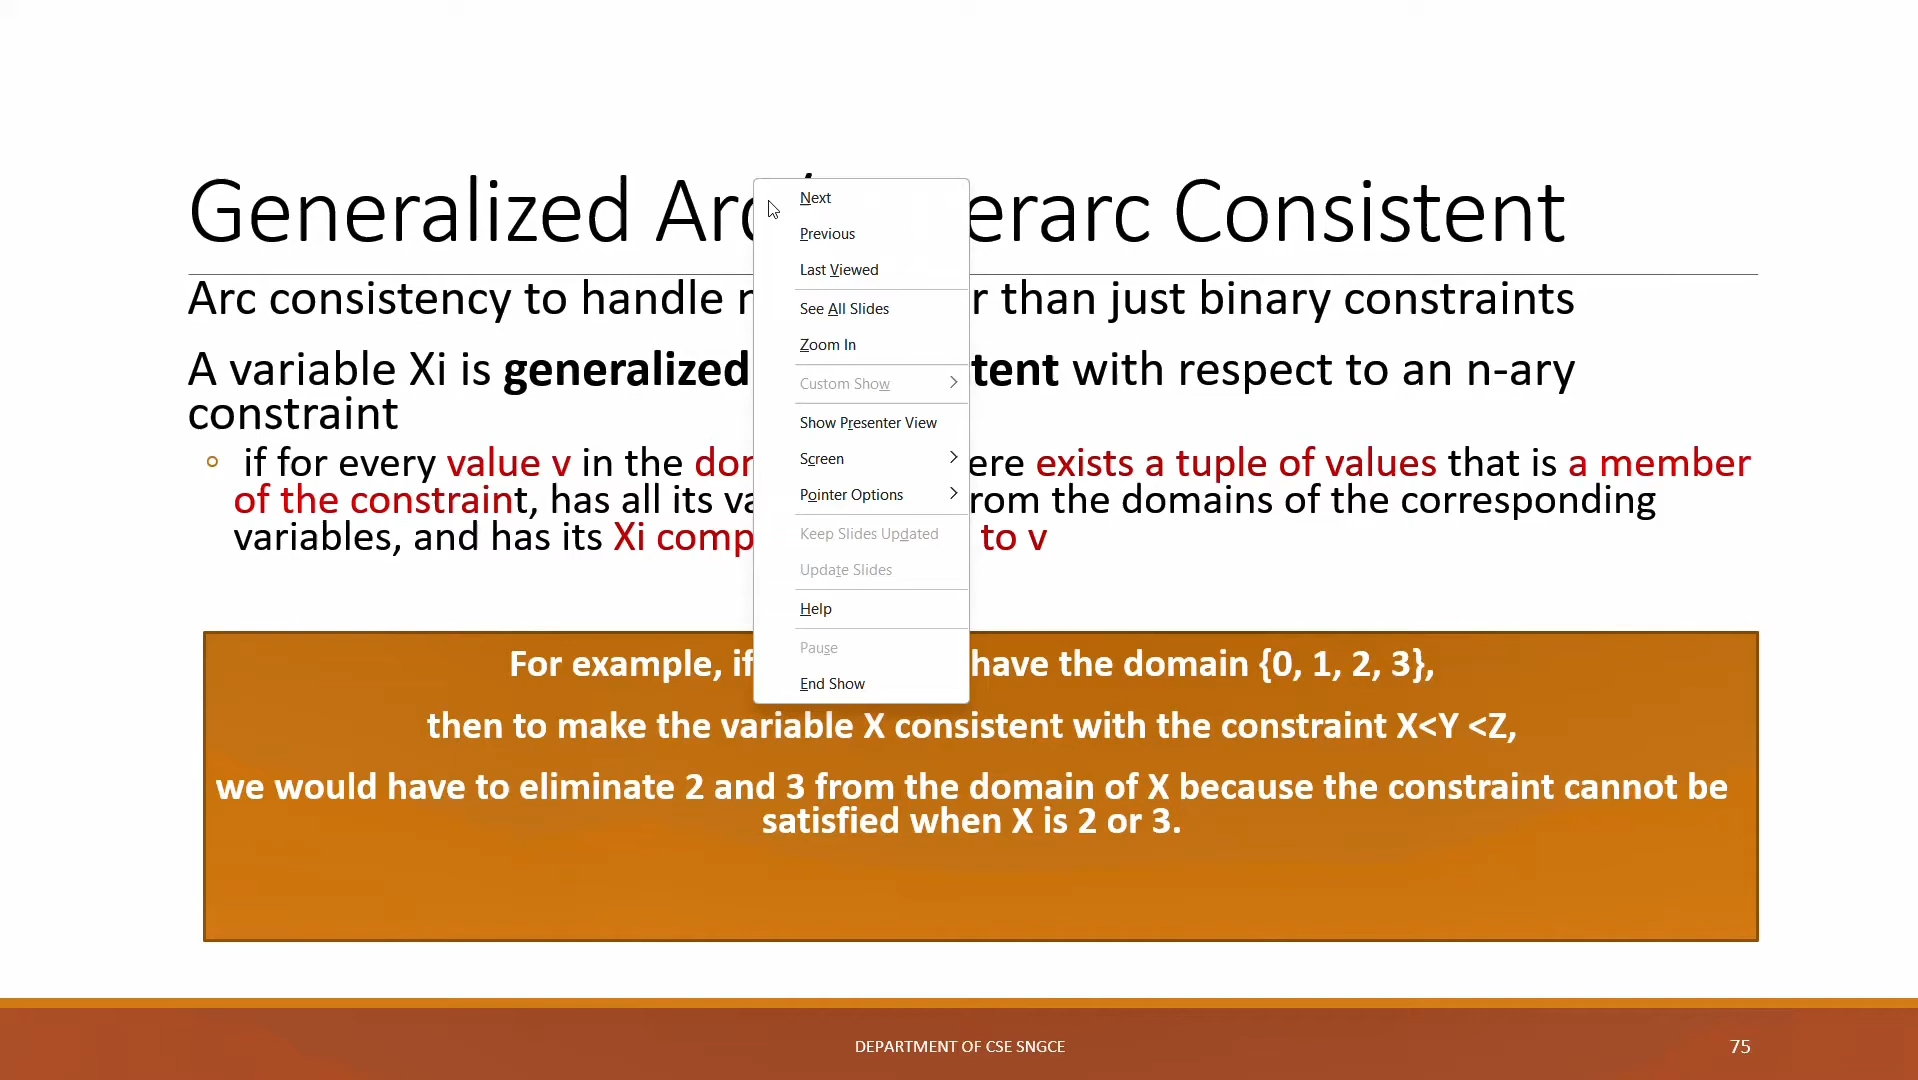 Generalized Arc erarc Consistent
Arc consistency to handle r than just binary constraints
A variable Xi is generalized tent with respect to an n-ary
constraint
if for every value v in the ere exists a tuple of values that is a member
of the constraint, has all its rom the domains of the corresponding
variables, and has its Xi to v
For example, if have the domain {0, 1, 2, 3},
then to make the variable X consistent with the constraint X<Y <Z,
we would have to eliminate 2 and 3 from the domain of X because the constraint cannot be
satisfied when X is 2 or 3.
Next
Previous
Last Viewed
See All Slides
Zoom In
Custom Show
Show Presenter View
Screen
Pointer Options
Keep Slides Updated
Update Slides
Help
Pause
End Show
DEPARTMENT OF CSE SNGCE
75